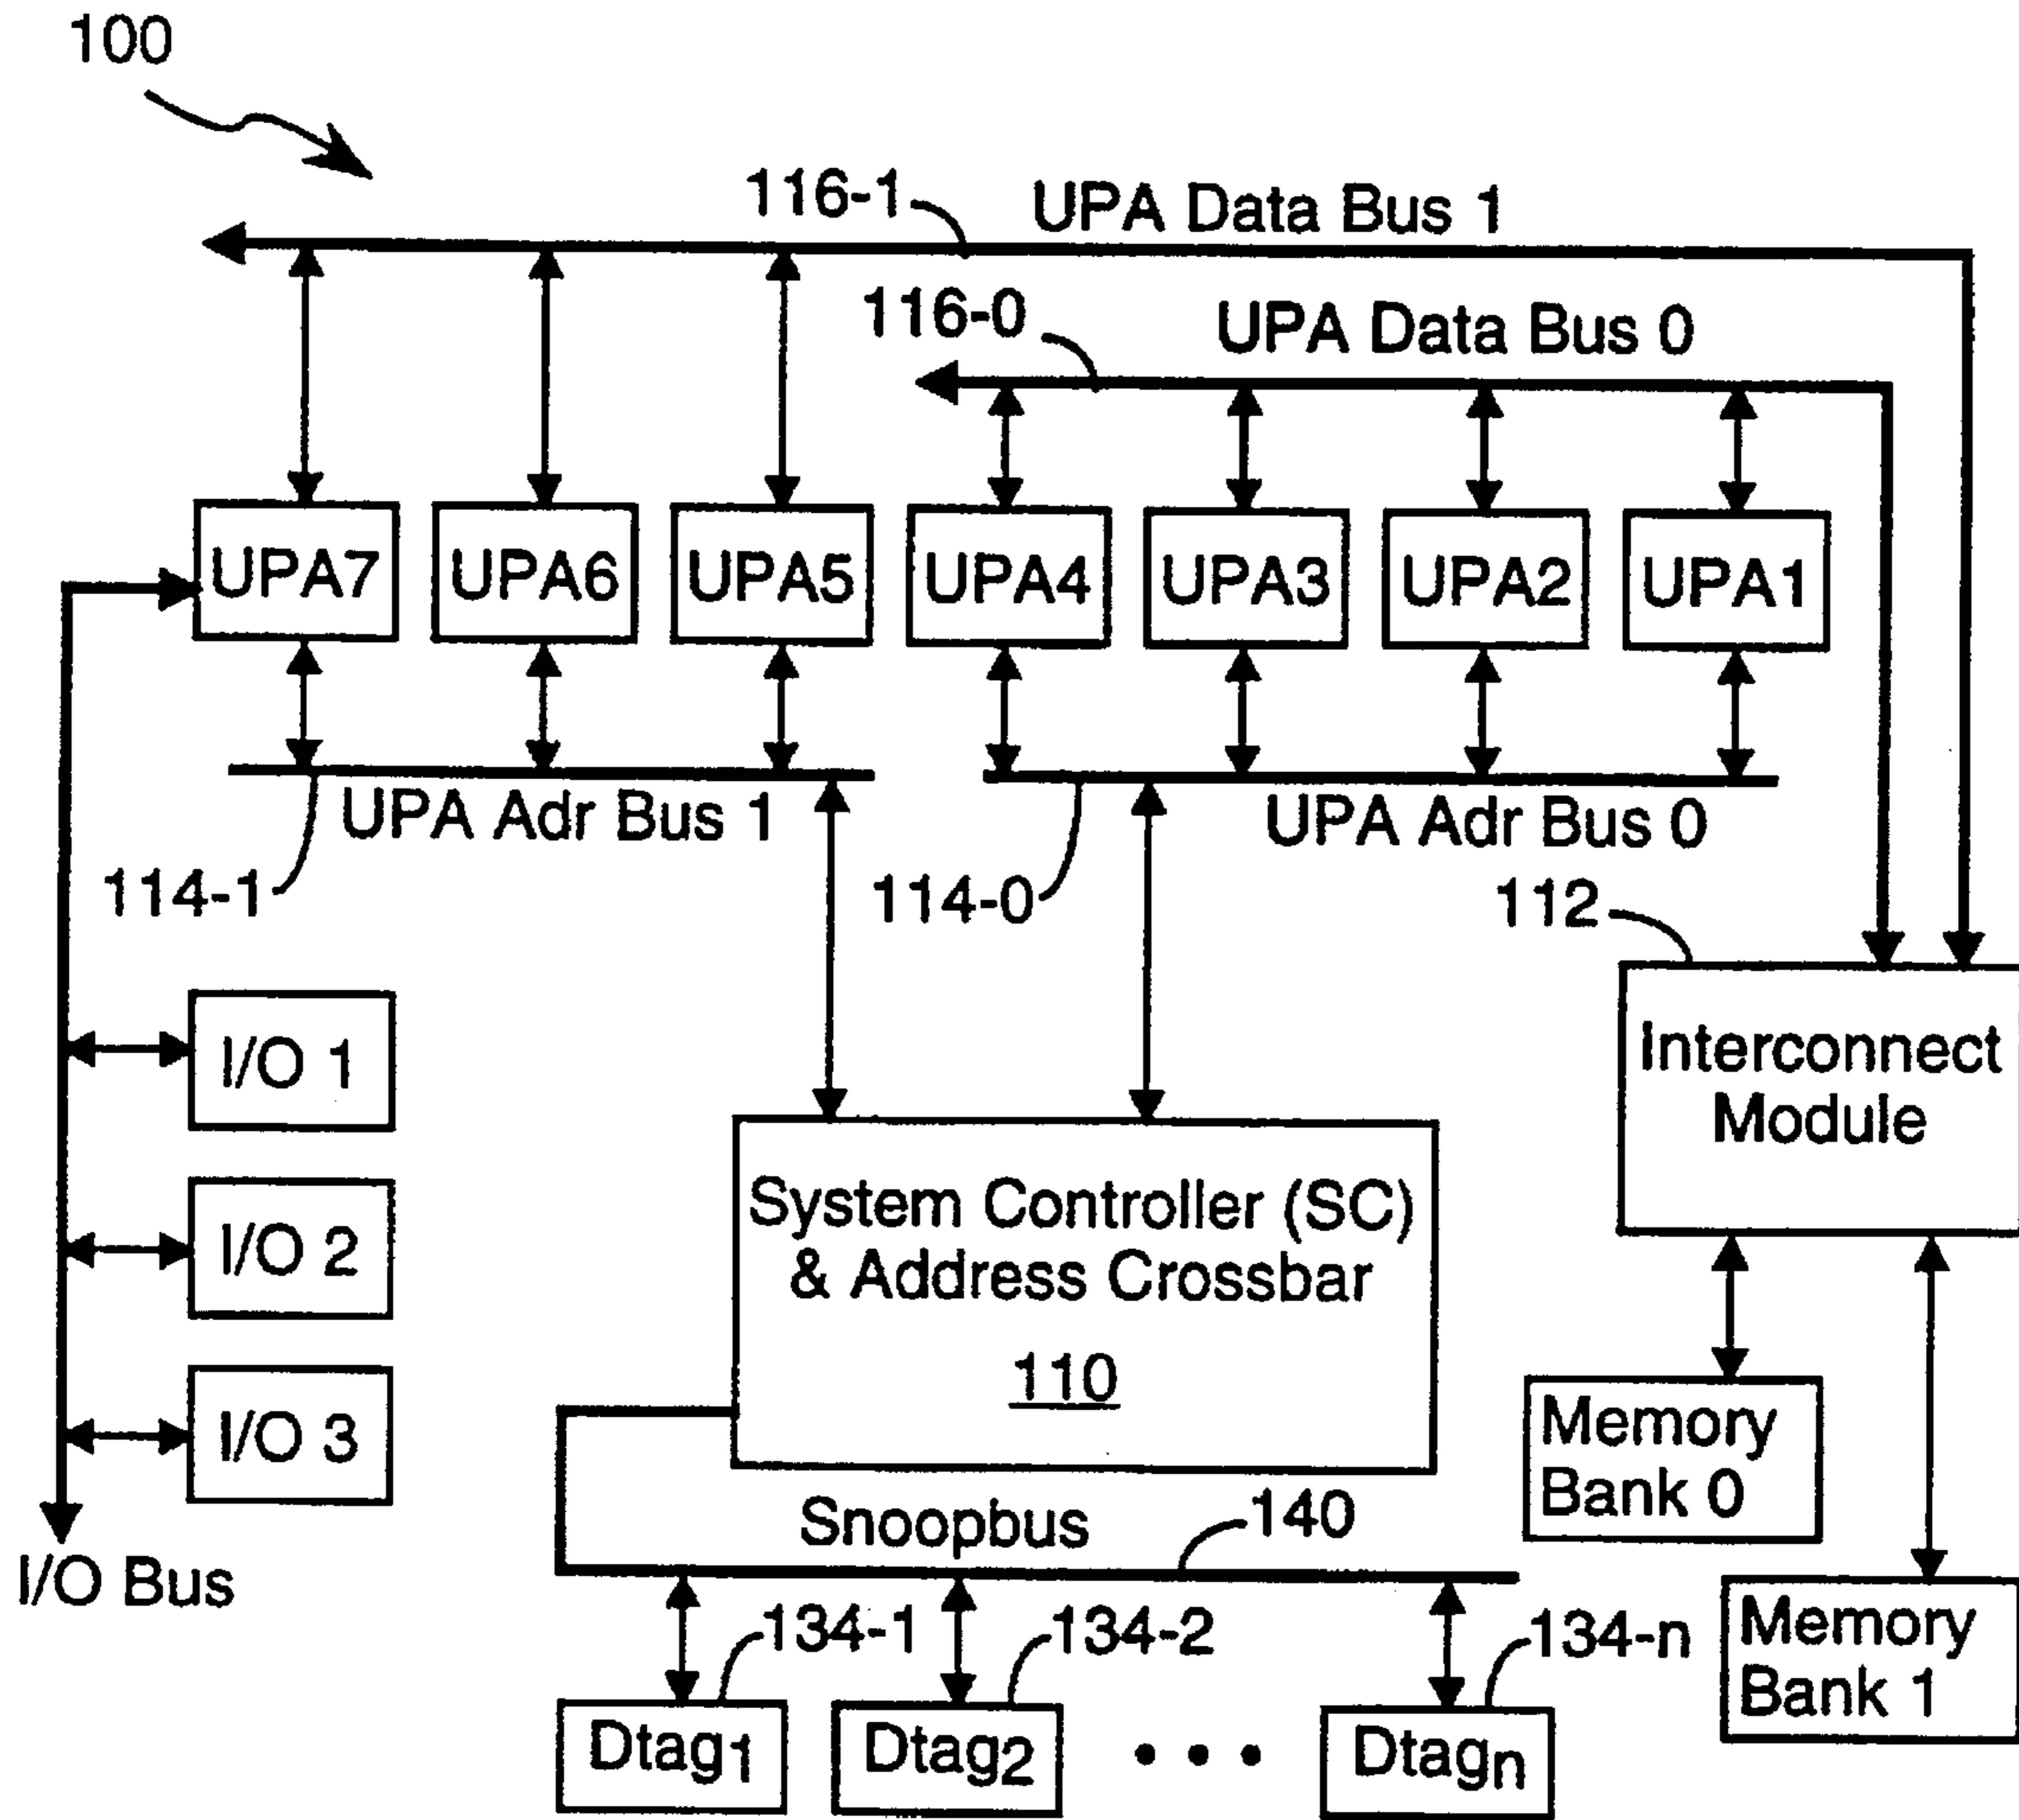 100
116-1
UPA Data Bus 1
116-0
UPA Data Bus 0
UPA7
UPA6
UPA5
UPA4
UPA3
UPA2
UPA1
UPA Adr Bus 1
UPA Adr Bus 0
114-1
114-0
112
I/O 1
Interconnect
Module
System Controller (SC)
& Address Crossbar
110
I/O 2
I/O 3
Memory
Bank 0
Snoopbus
140
I/O Bus
134-1
134-2
134-n
Memory
Bank 1
Dtag1
Dtag2
• • •
Dtagn